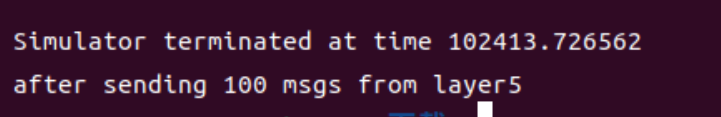 Simulator terminated at time 102413.726562
after sending 100 msgs from layer5